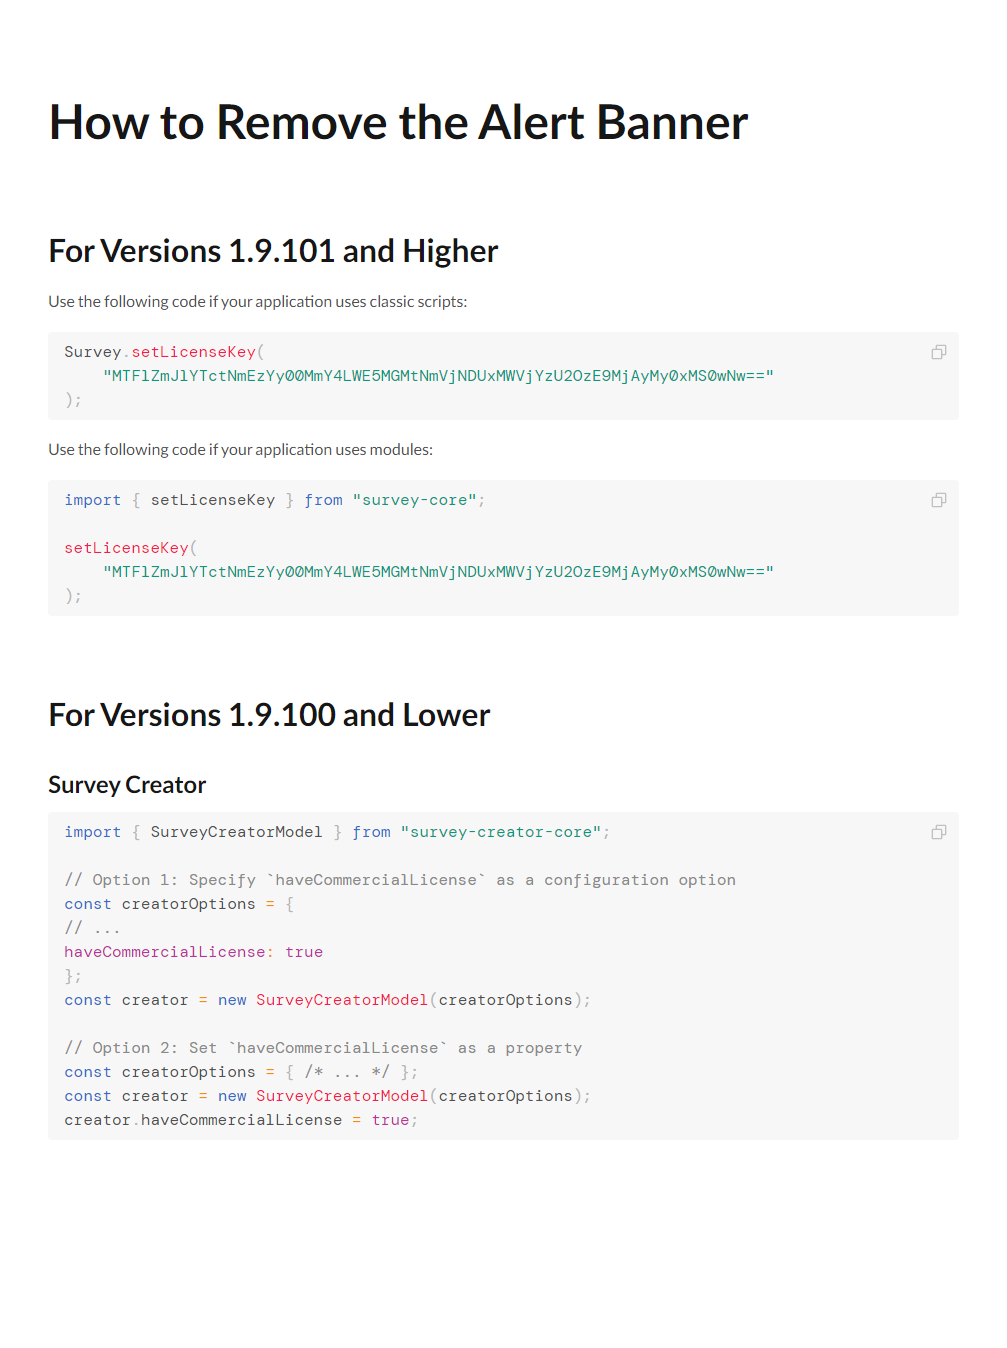 How to Remove the Alert Banner
For Versions 1.9.101 and Higher
Use the following code if your application uses classic scripts:
Survey.setLicenseKey(
"MTFlZmJlYTctNmEzYy00MmY4LWE5MGMtNmVjNDUxMWVjYzU2OzE9MjAyMy0xMS0wNw=="
);
Use the following code if your application uses modules:
import { setLicenseKey } from "survey-core";
setLicenseKey(
"MTFlZmJlYTctNmEzYy00MmY4LWE5MGMtNmVjNDUxMWVjYzU2OzE9MjAyMy0xMS0wNw=="
);
For Versions 1.9.100 and Lower
Survey Creator
import { SurveyCreatorModel } from "survey-creator-core";
// Option 1: Specify `haveCommercialLicense` as a configuration option
const creatorOptions = {
// ...
haveCommercialLicense: true
};
const creator = new SurveyCreatorModel(creatorOptions);
// Option 2: Set `haveCommercialLicense` as a property
const creatorOptions = { /* ... */ };
const creator = new SurveyCreatorModel(creatorOptions);
creator.haveCommercialLicense = true;